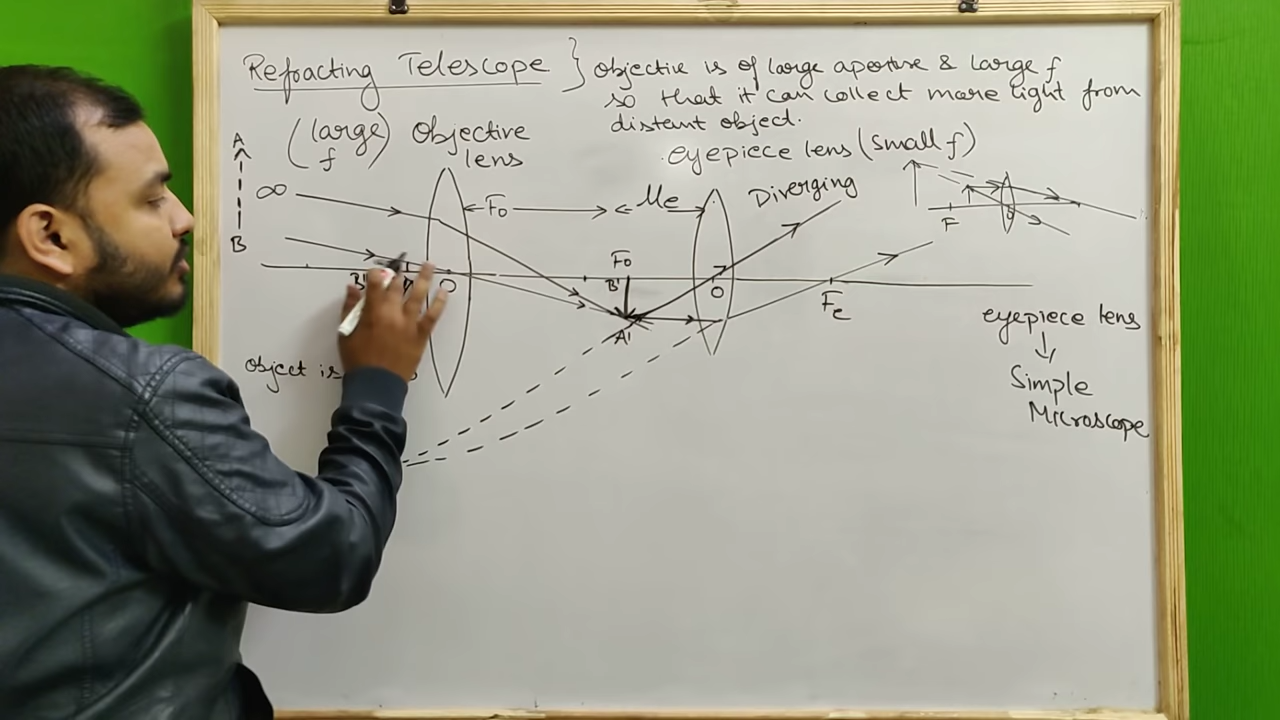 Refracting Telescope } objective is of large aperture & large f
so that it can collect more light from
distant object.
(large f) Objective lens
eyepiece lens (small f)
A
∞
B
Fo
Ue
Diverging
F
O
Fo
B'
B"
O
O
A'
Fe
object is
eyepiece lens
↓
Simple
Microscope